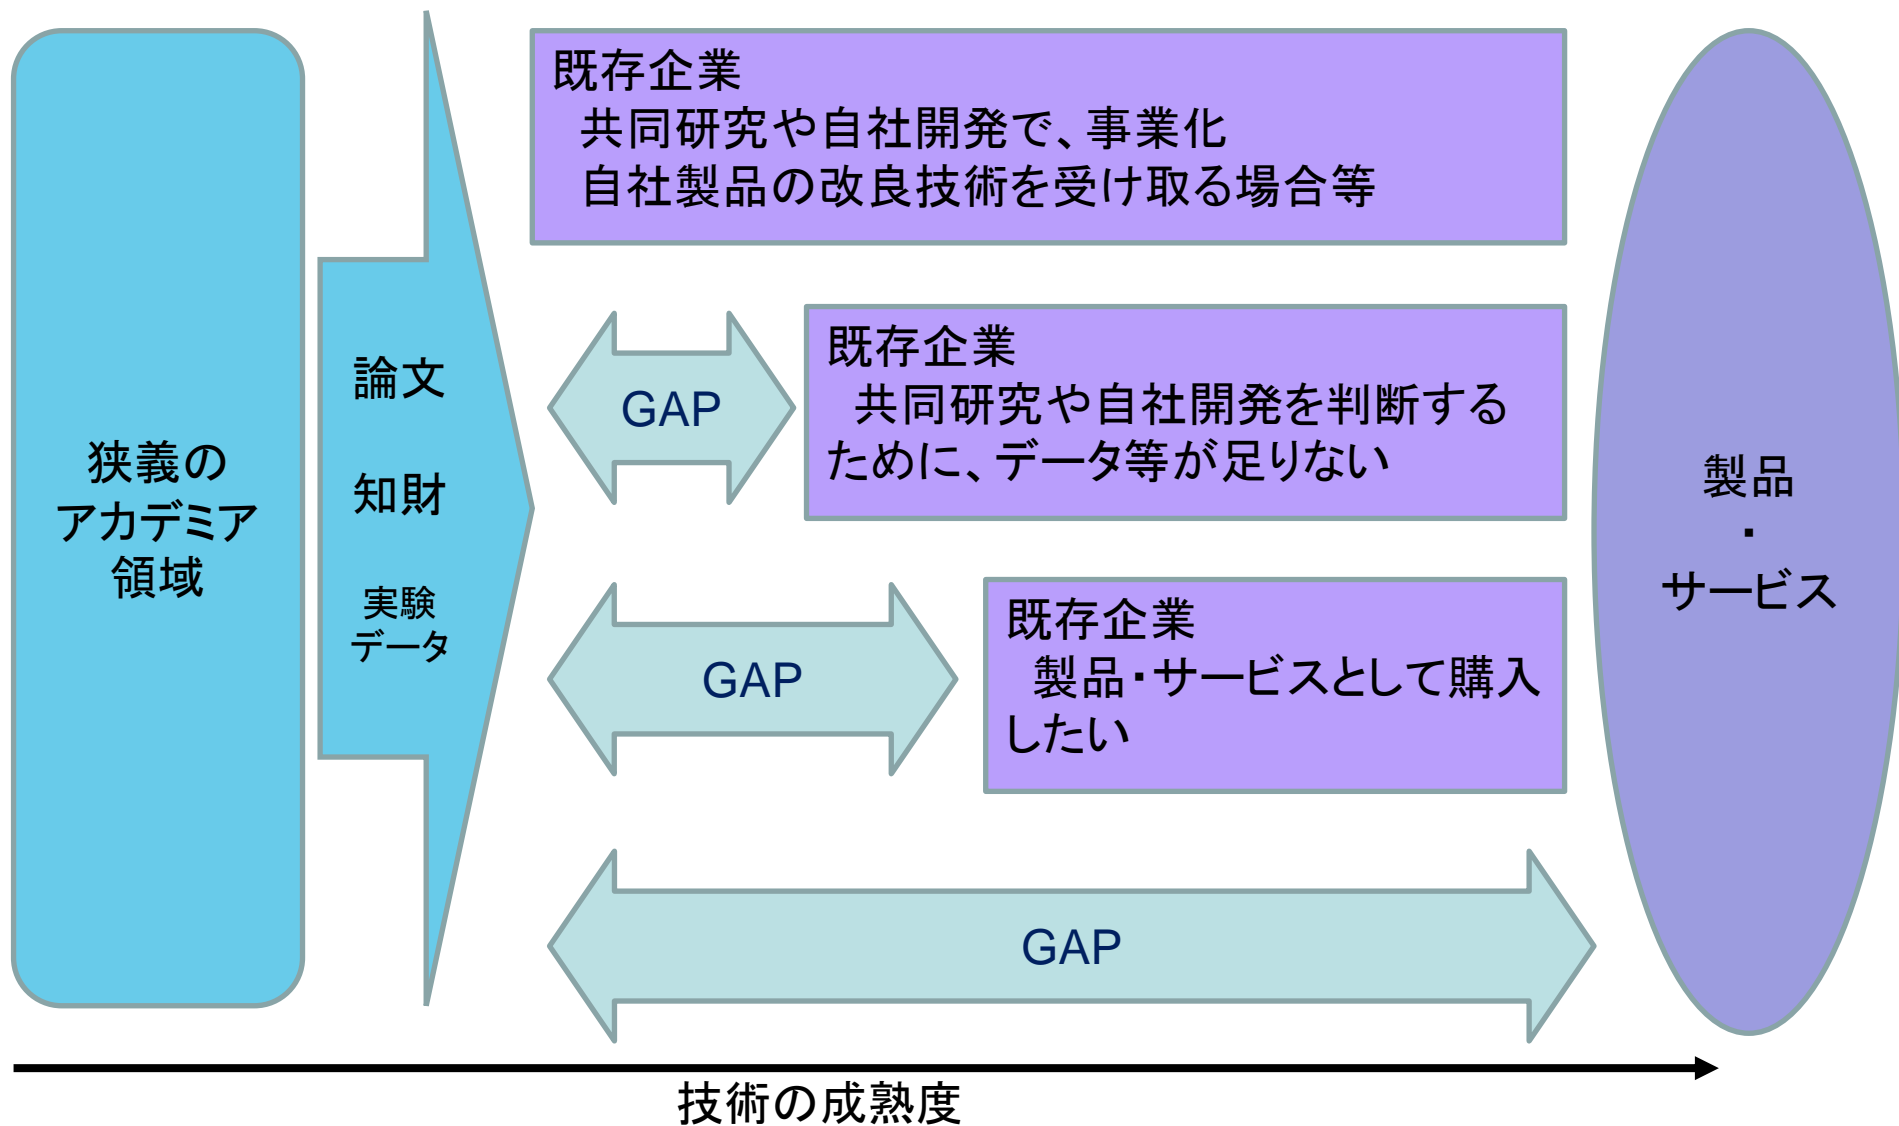 狭義の
アカデミア
領域
論文
知財
実験
データ
既存企業
共同研究や自社開発で、事業化
自社製品の改良技術を受け取る場合等
GAP
既存企業
共同研究や自社開発を判断する
ために、データ等が足りない
GAP
既存企業
製品・サービスとして購入
したい
GAP
製品
・
サービス
技術の成熟度